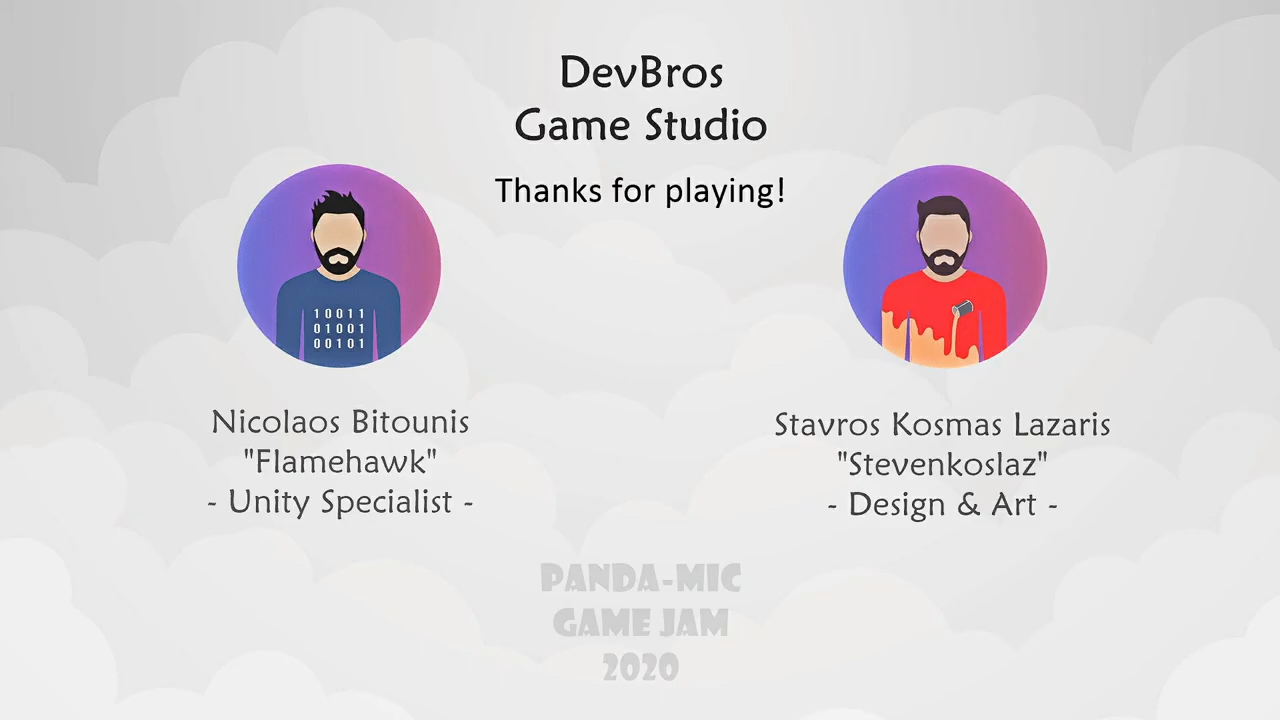 DevBros
Game Studio
Thanks for playing!
10011
01001
00101
Nicolaos Bitounis
"Flamehawk"
- Unity Specialist -
Stavros Kosmas Lazaris
"Stevenkoslaz"
- Design & Art -
PANDA-MIC
GAME JAM
2020